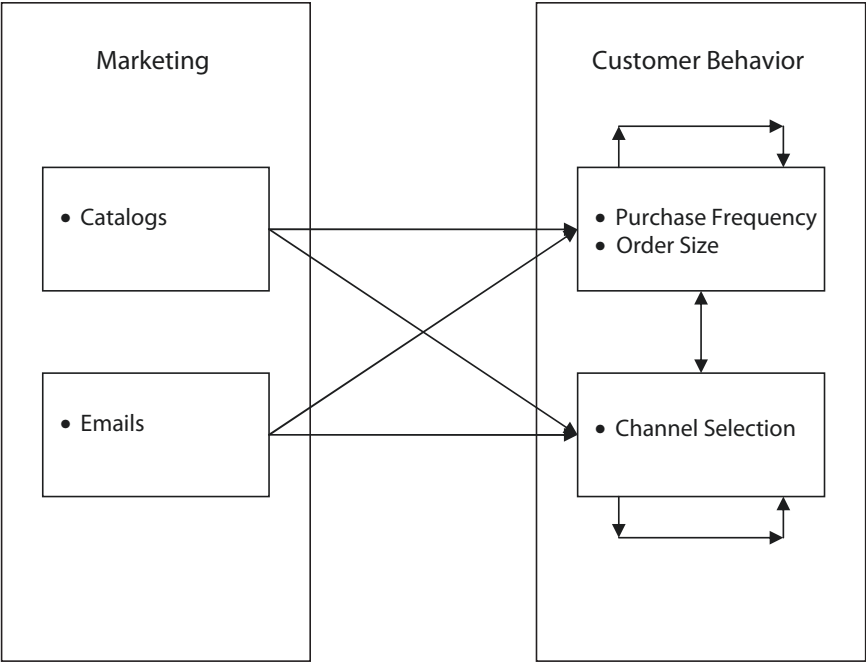 Marketing
Customer Behavior
• Catalogs
• Purchase Frequency
• Order Size
• Emails
• Channel Selection